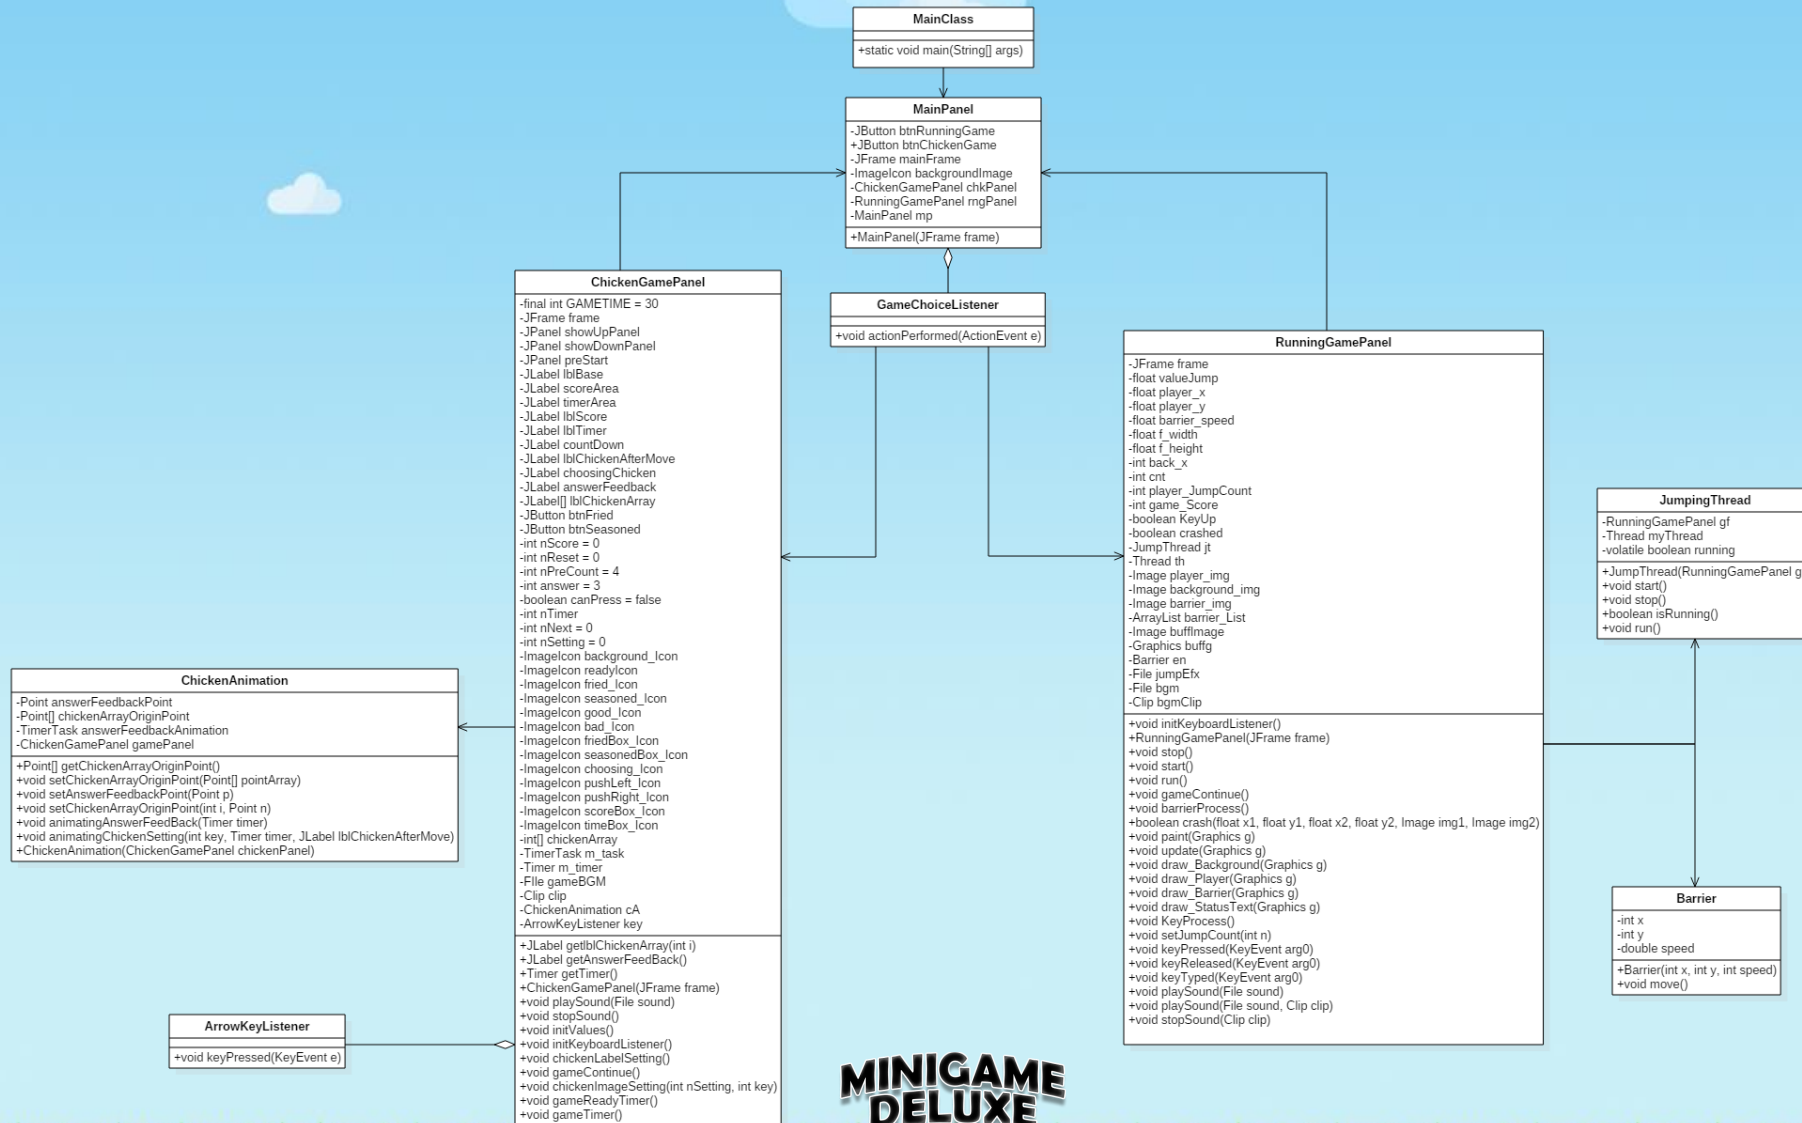 MainClass
+static void main(String[] args)
MainPanel
-JButton btnRunningGame
+JButton btnChickenGame
-JFrame mainFrame
-ImageIcon backgroundImage
-ChickenGamePanel chkPanel
-RunningGamePanel rngPanel
-MainPanel mp
+MainPanel(JFrame frame)
GameChoiceListener
+void actionPerformed(ActionEvent e)
ChickenGamePanel
-final int GAMETIME = 30
-JFrame frame
-JPanel showUpPanel
-JPanel showDownPanel
-JPanel preStart
-JLabel lblBase
-JLabel scoreArea
-JLabel timerArea
-JLabel lblScore
-JLabel lblTimer
-JLabel countDown
-JLabel lblChickenAfterMove
-JLabel choosingChicken
-JLabel answerFeedback
-JLabel[] lblChickenArray
-JButton btnFried
-JButton btnSeasoned
-int nScore = 0
-int nReset = 0
-int nPreCount = 4
-int answer = 3
-boolean canPress = false
-int nTimer
-int nNext = 0
-int nSetting = 0
-ImageIcon background_Icon
-ImageIcon readyIcon
-ImageIcon fried_Icon
-ImageIcon seasoned_Icon
-ImageIcon good_Icon
-ImageIcon bad_Icon
-ImageIcon friedBox_Icon
-ImageIcon seasonedBox_Icon
-ImageIcon choosing_Icon
-ImageIcon pushLeft_Icon
-ImageIcon pushRight_Icon
-ImageIcon scoreBox_Icon
-ImageIcon timeBox_Icon
-int[] chickenArray
-TimerTask m_task
-Timer m_timer
-FIle gameBGM
-Clip clip
-ChickenAnimation cA
-ArrowKeyListener key
+JLabel getlblChickenArray(int i)
+JLabel getAnswerFeedBack()
+Timer getTimer()
+ChickenGamePanel(JFrame frame)
+void playSound(File sound)
+void stopSound()
+void initValues()
+void initKeyboardListener()
+void chickenLabelSetting()
+void gameContinue()
+void chickenImageSetting(int nSetting, int key)
+void gameReadyTimer()
+void gameTimer()
ChickenAnimation
-Point answerFeedbackPoint
-Point[] chickenArrayOriginPoint
-TimerTask answerFeedbackAnimation
-ChickenGamePanel gamePanel
+Point[] getChickenArrayOriginPoint()
+void setChickenArrayOriginPoint(Point[] pointArray)
+void setAnswerFeedbackPoint(Point p)
+void setChickenArrayOriginPoint(int i, Point n)
+void animatingAnswerFeedBack(Timer timer)
+void animatingChickenSetting(int key, Timer timer, JLabel lblChickenAfterMove)
+ChickenAnimation(ChickenGamePanel chickenPanel)
ArrowKeyListener
+void keyPressed(KeyEvent e)
RunningGamePanel
-JFrame frame
-float valueJump
-float player_x
-float player_y
-float barrier_speed
-float f_width
-float f_height
-int back_x
-int cnt
-int player_JumpCount
-int game_Score
-boolean KeyUp
-boolean crashed
-JumpThread jt
-Thread th
-Image player_img
-Image background_img
-Image barrier_img
-ArrayList barrier_List
-Image buffImage
-Graphics buffg
-Barrier en
-File jumpEfx
-File bgm
-Clip bgmClip
+void initKeyboardListener()
+RunningGamePanel(JFrame frame)
+void stop()
+void start()
+void run()
+void gameContinue()
+void barrierProcess()
+boolean crash(float x1, float y1, float x2, float y2, Image img1, Image img2)
+void paint(Graphics g)
+void update(Graphics g)
+void draw_Background(Graphics g)
+void draw_Player(Graphics g)
+void draw_Barrier(Graphics g)
+void draw_StatusText(Graphics g)
+void KeyProcess()
+void setJumpCount(int n)
+void keyPressed(KeyEvent arg0)
+void keyReleased(KeyEvent arg0)
+void keyTyped(KeyEvent arg0)
+void playSound(File sound)
+void playSound(File sound, Clip clip)
+void stopSound(Clip clip)
JumpingThread
-RunningGamePanel gf
-Thread myThread
-volatile boolean running
+JumpThread(RunningGamePanel g
+void start()
+void stop()
+boolean isRunning()
+void run()
Barrier
-int x
-int y
-double speed
+Barrier(int x, int y, int speed)
+void move()
MINIGAME
DELUXE